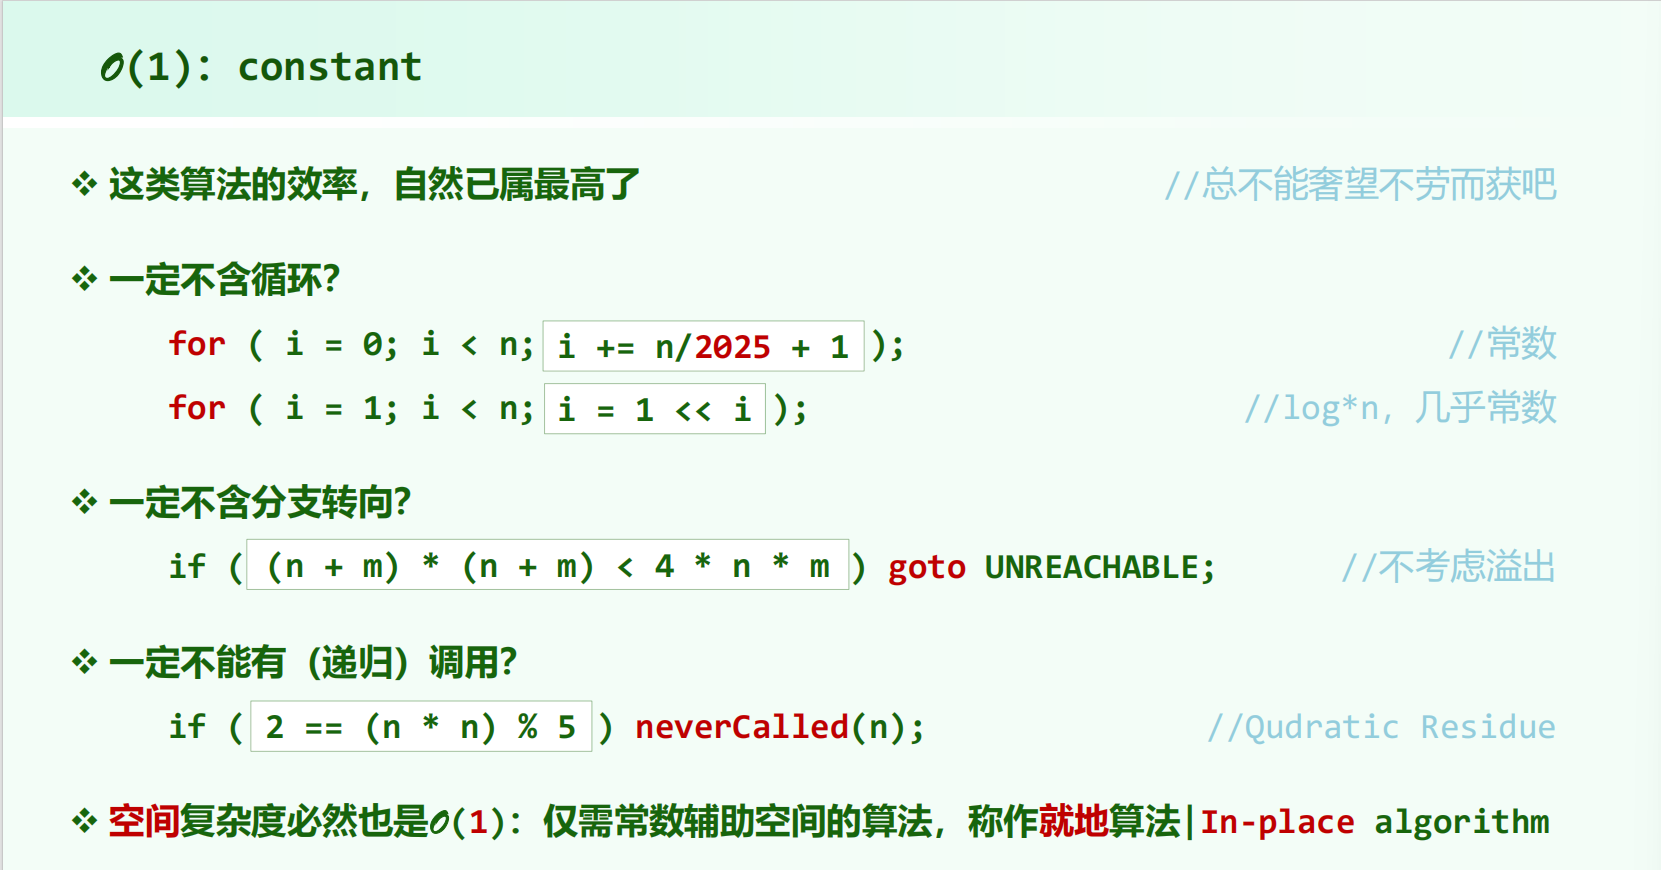 𝒪(1): constant
❖ 这类算法的效率，自然已属最高了 //总不能奢望不劳而获吧
❖ 一定不含循环？
for ( i = 0; i < n; i += n/2025 + 1 ); //常数
for ( i = 1; i < n; i = 1 << i ); //log*n, 几乎常数
❖ 一定不含分支转向？
if ( (n + m) * (n + m) < 4 * n * m ) goto UNREACHABLE; //不考虑溢出
❖ 一定不能有（递归）调用？
if ( 2 == (n * n) % 5 ) neverCalled(n); //Qudratic Residue
❖ 空间复杂度必然也是𝒪(1): 仅需常数辅助空间的算法，称作就地算法|In-place algorithm